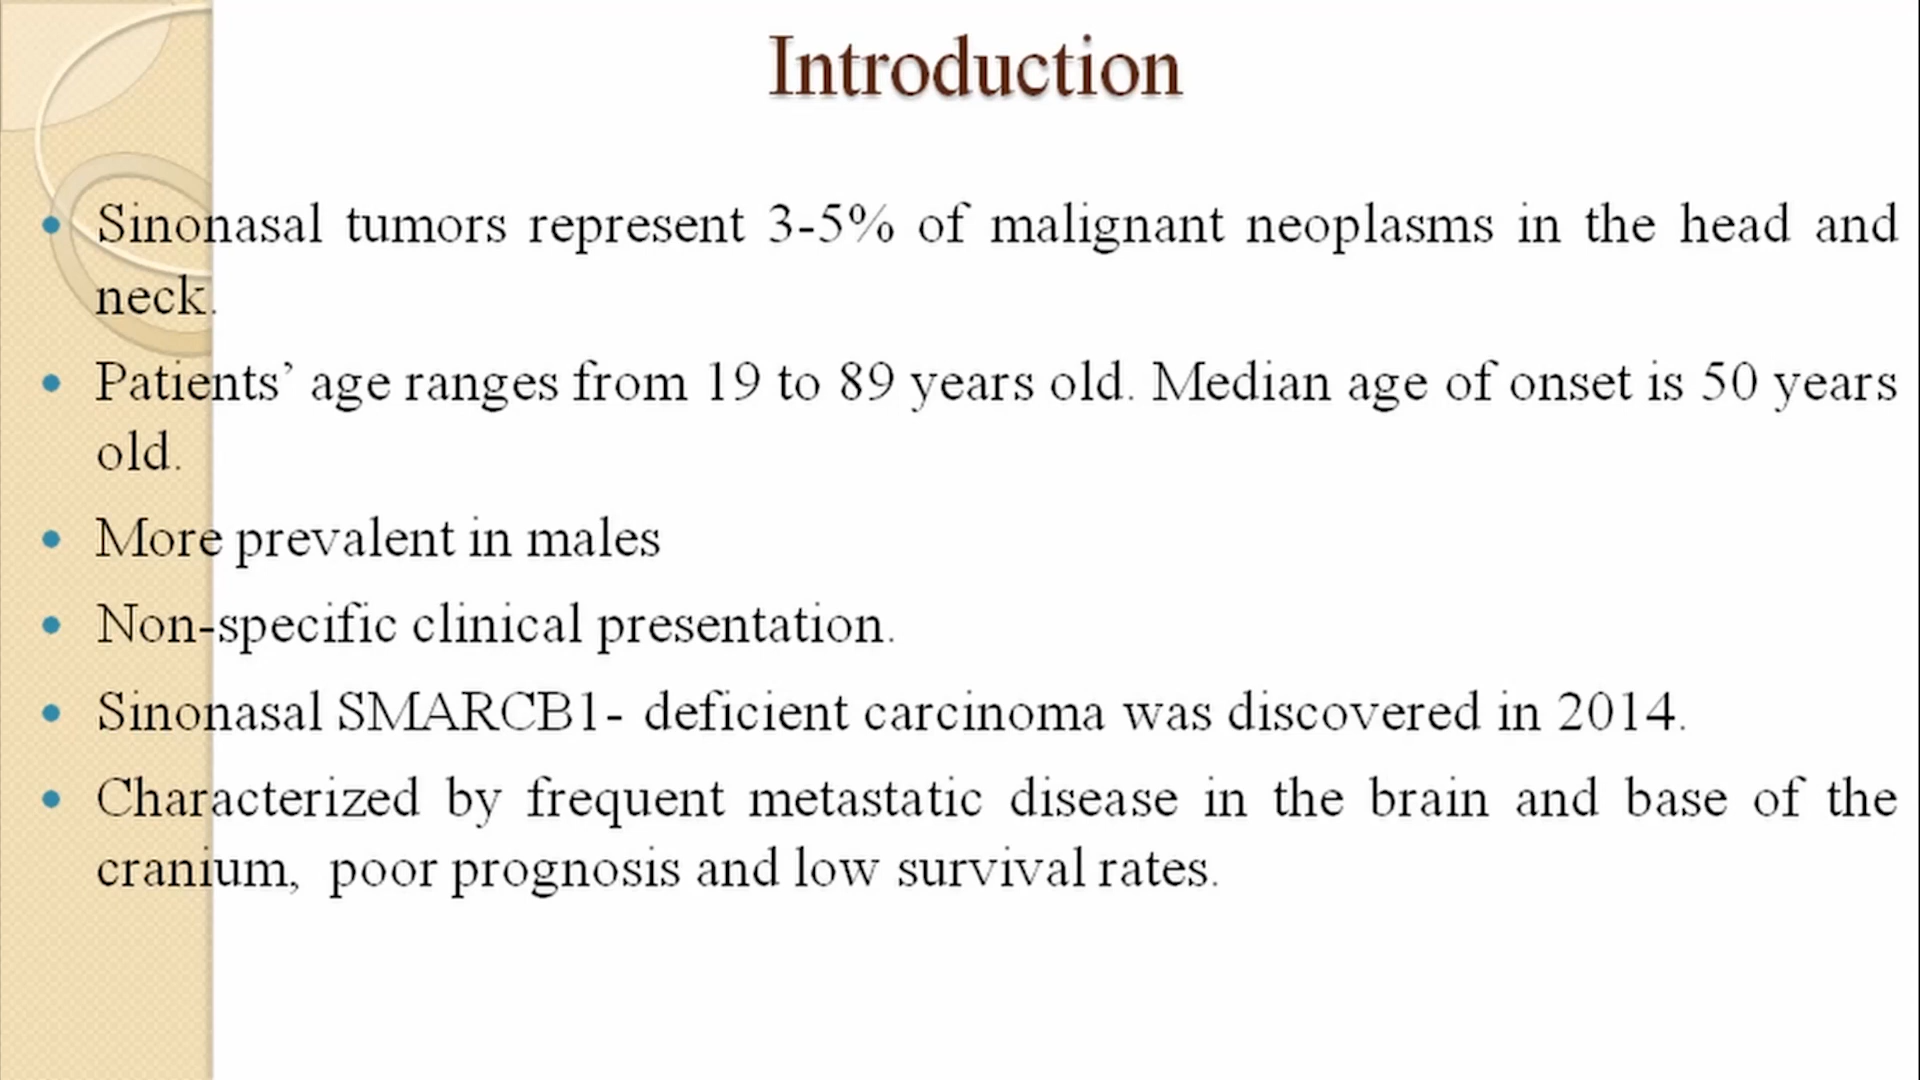 Introduction
• Sinonasal tumors represent 3-5% of malignant neoplasms in the head and
neck.
• Patients’ age ranges from 19 to 89 years old. Median age of onset is 50 years
old.
• More prevalent in males
• Non-specific clinical presentation.
• Sinonasal SMARCB1- deficient carcinoma was discovered in 2014.
• Characterized by frequent metastatic disease in the brain and base of the
cranium, poor prognosis and low survival rates.